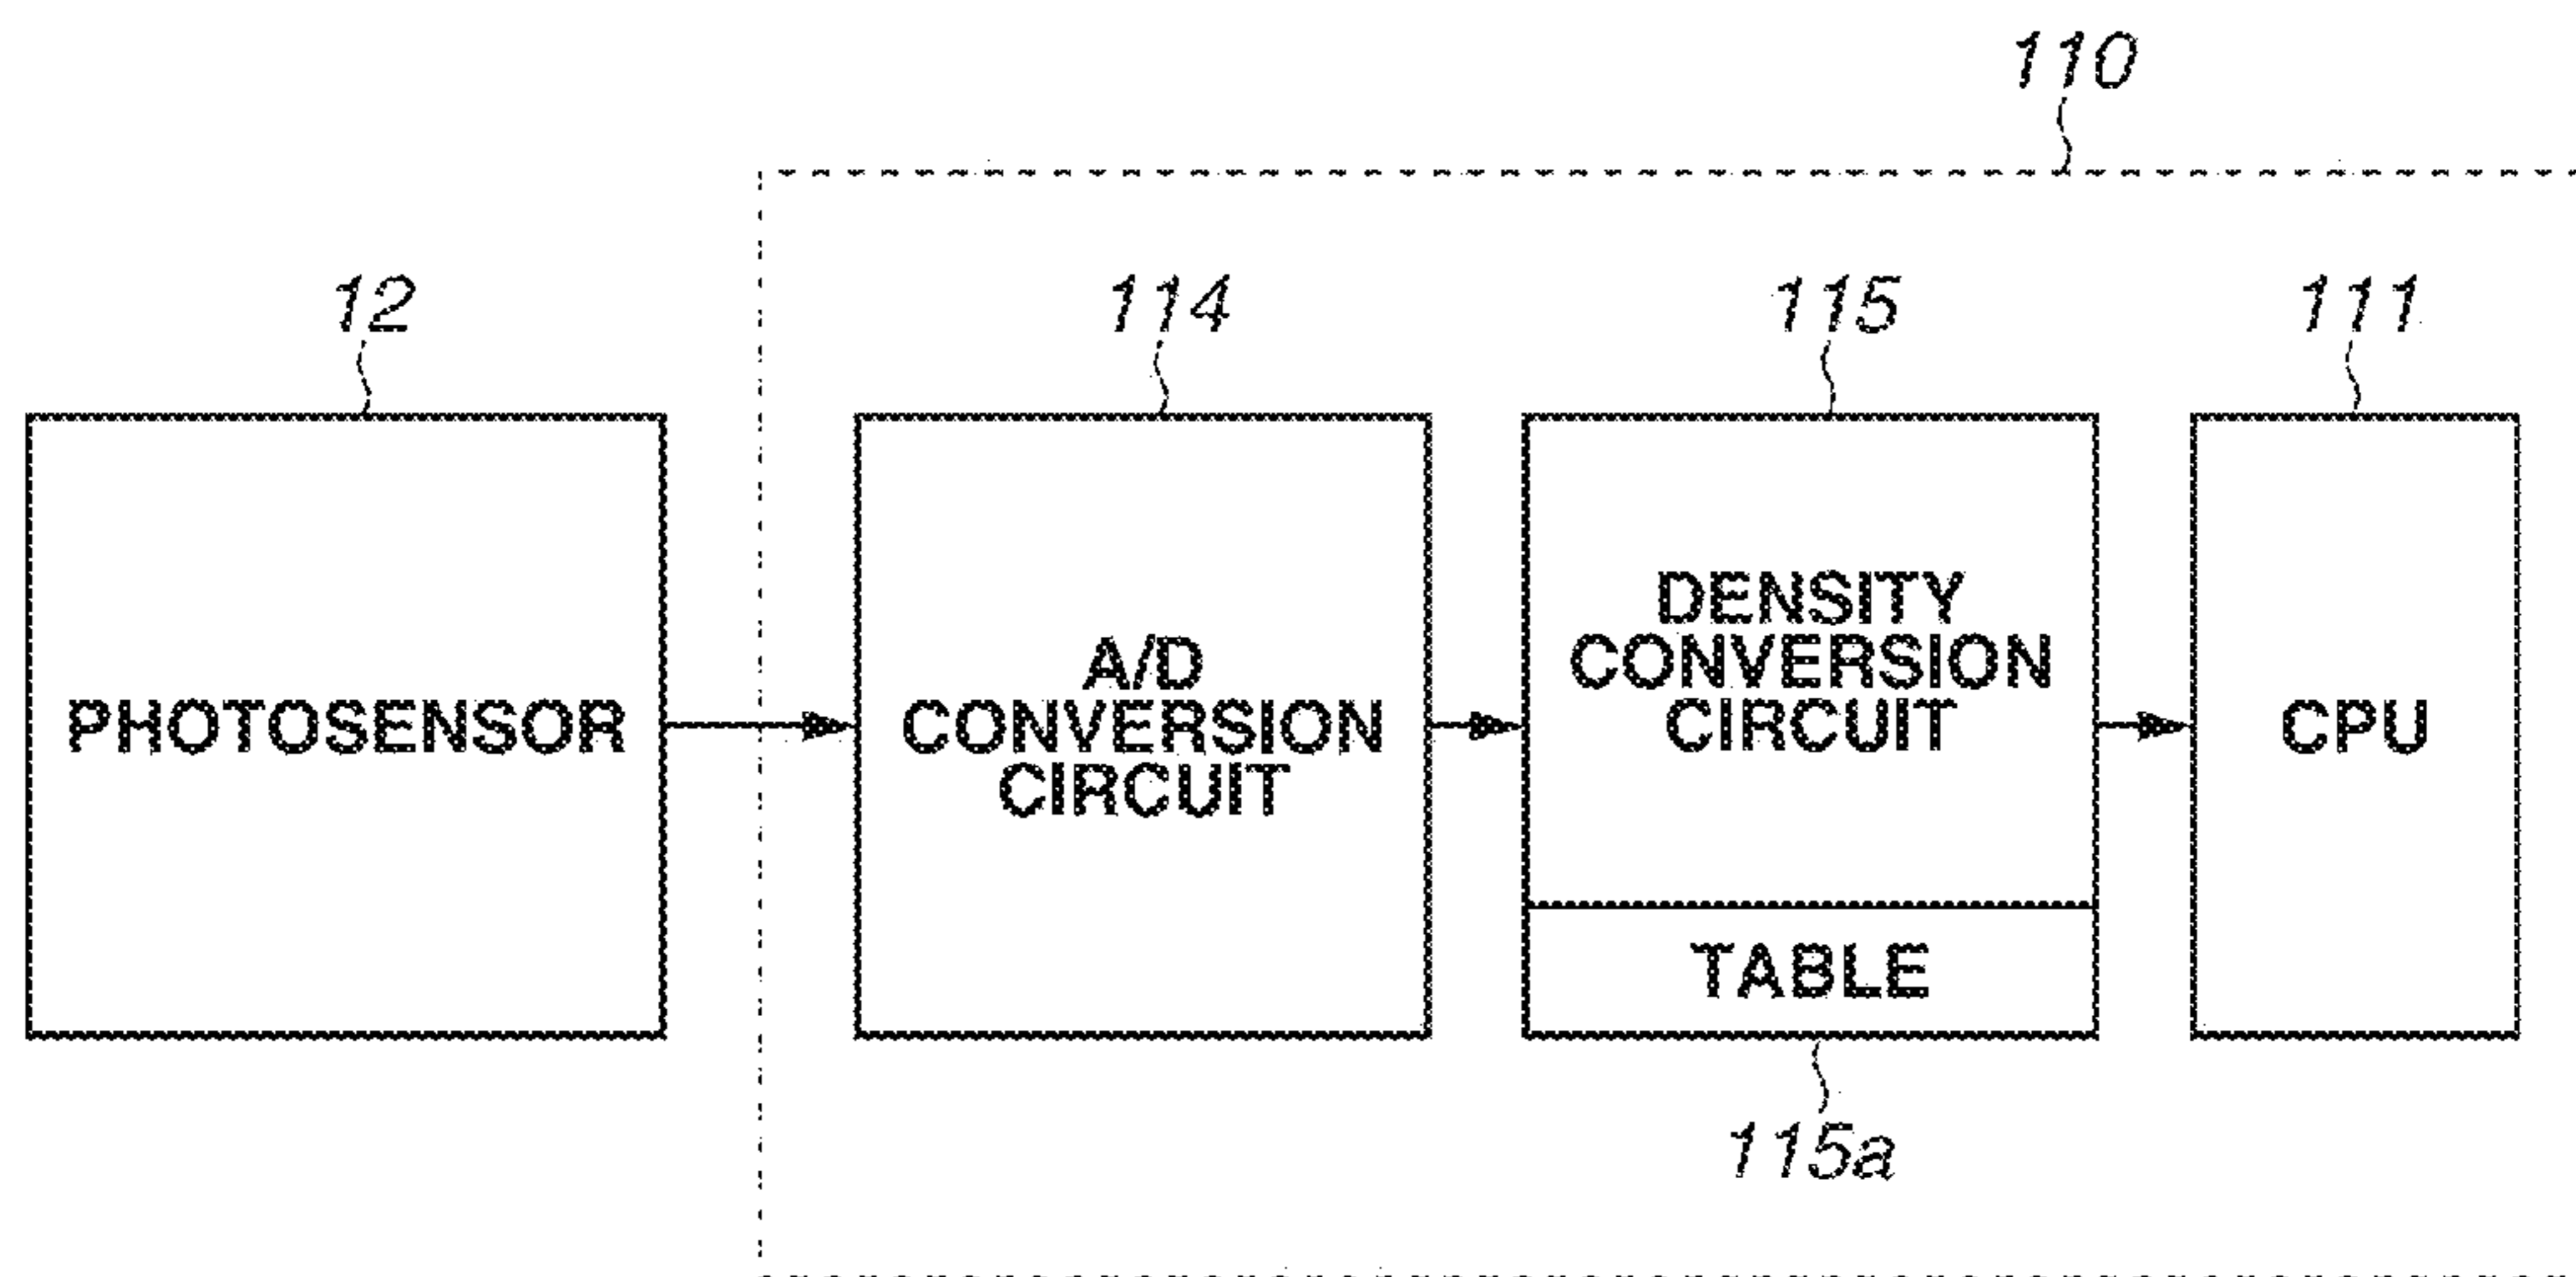 110
12
114
115
111
PHOTOSENSOR
A/D
CONVERSION
CIRCUIT
DENSITY
CONVERSION
CIRCUIT
TABLE
CPU
115a